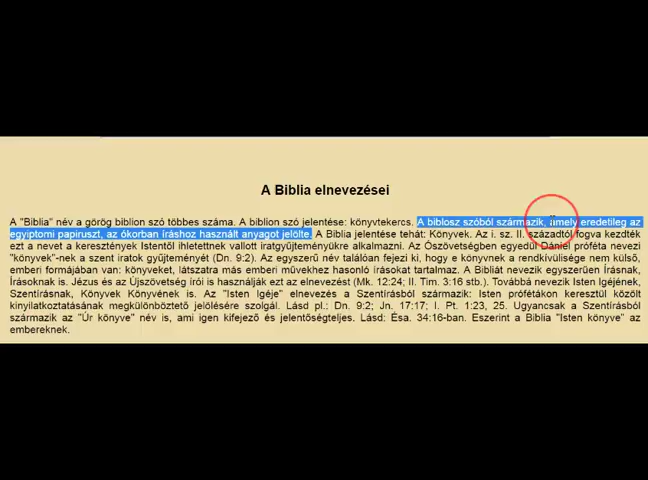 A Biblia elnevezései
A "Biblia" név a görög biblion szó többes száma. A biblion szó jelentése: könyvtekercs. A biblosz szóból származik, amely eredetileg az
egyiptomi papiruszt, az ókorban íráshoz használt anyagot jelölte. A Biblia jelentése tehát: Könyvek. Az i. sz. II. századtól fogva kezdték
ezt a nevet a keresztények Istentől ihletettnek vallott iratgyűjteményükre alkalmazni. Az Ószövetségben egyedül Dániel próféta nevezi
"könyvek"-nek a szent iratok gyűjteményét (Dn. 9:2). Az egyszerű név találóan fejezi ki, hogy e könyvnek a rendkívülisége nem külső,
emberi formájában van: könyveket, látszatra más emberi művekhez hasonló írásokat tartalmaz. A Bibliát nevezik egyszerűen Írásnak,
Írásoknak is. Jézus és az Újszövetség írói is használják ezt az elnevezést (Mk. 12:24; II. Tim. 3:16 stb.). Továbbá nevezik Isten Igéjének,
Szentírásnak, Könyvek Könyvének is. Az "Isten Igéje" elnevezés a Szentírásból származik: Isten prófétákon keresztül közölt
kinyilatkoztatásának megkülönböztető jelölésére szolgál. Lásd pl.: Dn. 9:2; Jn. 17:17; I. Pt. 1:23, 25. Ugyancsak a Szentírásból
származik az "Úr könyve" név is, ami igen kifejező és jelentőségteljes. Lásd: Ésa. 34:16-ban. Eszerint a Biblia "Isten könyve" az
embereknek.